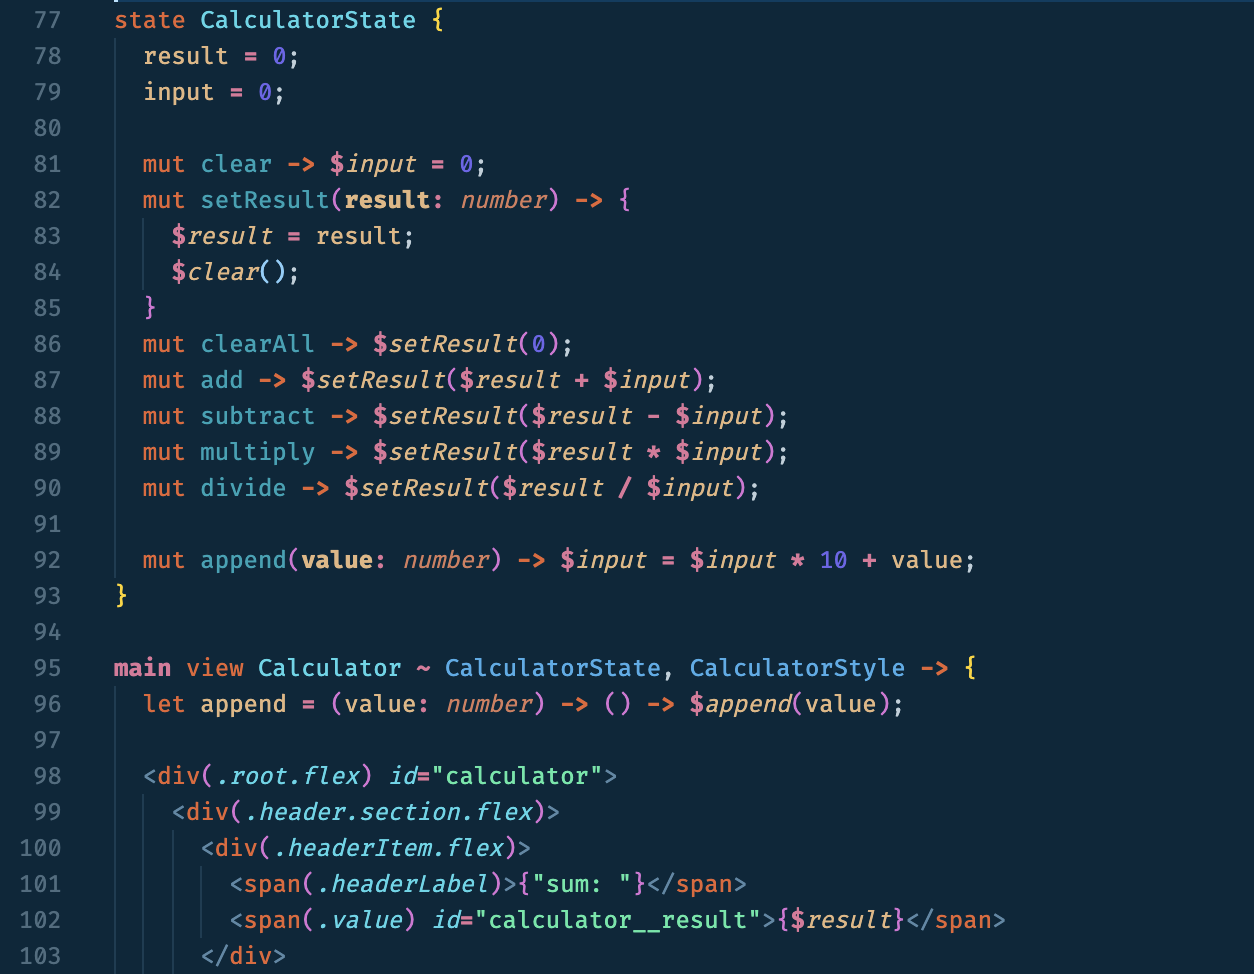 77 state CalculatorState {
78   result = 0;
79   input = 0;
80
81   mut clear -> $input = 0;
82   mut setResult(result: number) -> {
83     $result = result;
84     $clear();
85   }
86   mut clearAll -> $setResult(0);
87   mut add -> $setResult($result + $input);
88   mut subtract -> $setResult($result - $input);
89   mut multiply -> $setResult($result * $input);
90   mut divide -> $setResult($result / $input);
91
92   mut append(value: number) -> $input = $input * 10 + value;
93 }
94
95 main view Calculator ~ CalculatorState, CalculatorStyle -> {
96   let append = (value: number) -> () -> $append(value);
97
98   <div(.root.flex) id="calculator">
99     <div(.header.section.flex)>
100       <div(.headerItem.flex)>
101         <span(.headerLabel)>{"sum: "}</span>
102         <span(.value) id="calculator__result">{$result}</span>
103       </div>